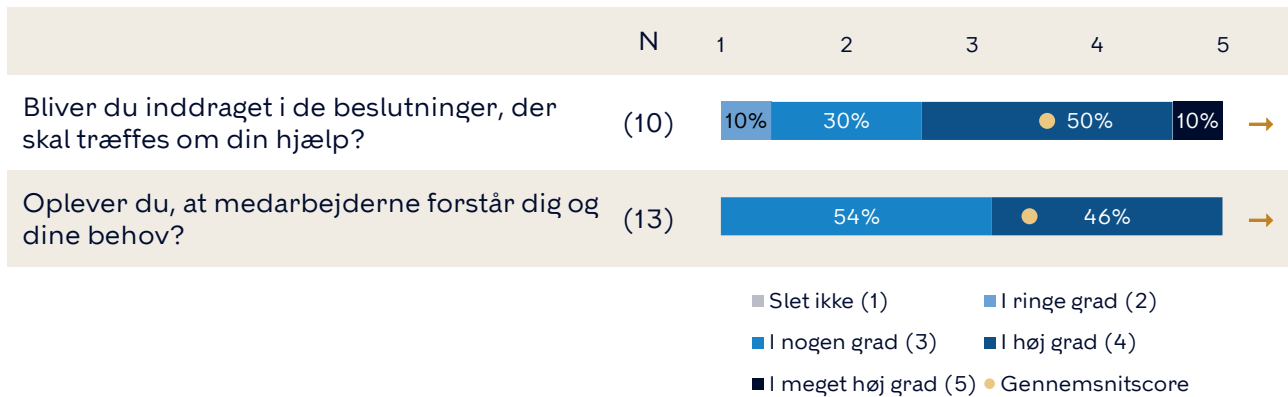 N 1 2 3 4 5
Bliver du inddraget i de beslutninger, der
skal træffes om din hjælp?
(10) 10% 30% 50% 10% →
Oplever du, at medarbejderne forstår dig og
dine behov?
(13) 54% 46% →
Slet ikke (1) I ringe grad (2)
I nogen grad (3) I høj grad (4)
I meget høj grad (5) Gennemsnitscore